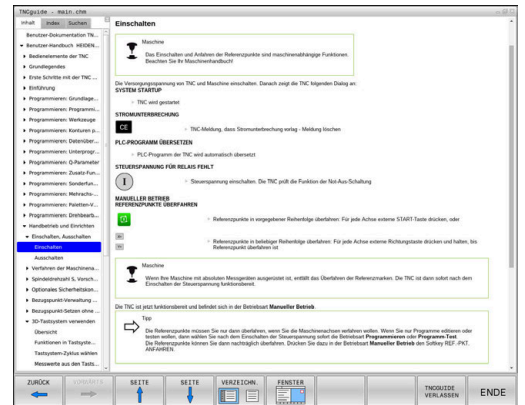 TNCguide - main.chm
Inhalt Index Suchen
Benutzer-Dokumentation TN...
Benutzer-Handbuch HEIDEN...
Bedienelemente der TNC
Grundlegendes
Erste Schritte mit der TNC ...
Einführung
Programmieren: Grundlage...
Programmieren: Programmi...
Programmieren: Werkzeuge
Programmieren: Konturen p...
Programmieren: Datenüber...
Programmieren: Unterprogr...
Programmieren: Q-Parameter
Programmieren: Zusatz-Fun...
Programmieren: Sonderfun...
Programmieren: Mehrachs-...
Programmieren: Paletten-V...
Programmieren: Drehbearb...
Handbetrieb und Einrichten
Einschalten, Ausschalten
Einschalten
Ausschalten
Verfahren der Maschinena...
Spindeldrehzahl S, Vorsch...
Optionales Sicherheitskon...
Bezugspunkt-Verwaltung ...
Bezugspunkt-Setzen ohne ...
3D-Tastsystem verwenden
Übersicht
Funktionen in Tastsyste...
Tastsystem-Zyklus wählen
Messwerte aus den Tasts...
Einschalten
Maschine
Das Einschalten und Anfahren der Referenzpunkte sind maschinenabhängige Funktionen.
Beachten Sie Ihr Maschinenhandbuch!
Die Versorgungsspannung von TNC und Maschine einschalten. Danach zeigt die TNC folgenden Dialog an:
SYSTEM STARTUP
TNC wird gestartet
STROMUNTERBRECHUNG
CE
TNC-Meldung, dass Stromunterbrechung vorlag - Meldung löschen
PLC-PROGRAMM ÜBERSETZEN
PLC-Programm der TNC wird automatisch übersetzt
STEUERSPANNUNG FÜR RELAIS FEHLT
I
Steuerspannung einschalten. Die TNC prüft die Funktion der Not-Aus-Schaltung
MANUELLER BETRIEB
REFERENZPUNKTE ÜBERFAHREN
Referenzpunkte in vorgegebener Reihenfolge überfahren: Für jede Achse externe START-Taste drücken, oder
Referenzpunkte in beliebiger Reihenfolge überfahren: Für jede Achse externe Richtungstaste drücken und halten, bis
Referenzpunkt überfahren ist
Maschine
Wenn Ihre Maschine mit absoluten Messgeräten ausgerüstet ist, entfällt das Überfahren der Referenzmarken. Die TNC ist dann sofort nach dem
Einschalten der Steuerspannung funktionsbereit.
Die TNC ist jetzt funktionsbereit und befindet sich in der Betriebsart Manueller Betrieb.
Tipp
Die Referenzpunkte müssen Sie nur dann überfahren, wenn Sie die Maschinenachsen verfahren wollen. Wenn Sie nur Programme editieren oder
testen wollen, dann wählen Sie nach dem Einschalten der Steuerspannung sofort die Betriebsart Programmieren oder Programm-Test.
Die Referenzpunkte können Sie dann nachträglich überfahren. Drücken Sie dazu in der Betriebsart Manueller Betrieb den Softkey REF.-PKT.
ANFAHREN.
ZURÜCK
VORWÄRTS
SEITE
SEITE
VERZEICHN.
FENSTER
TNCGUIDE
VERLASSEN
ENDE